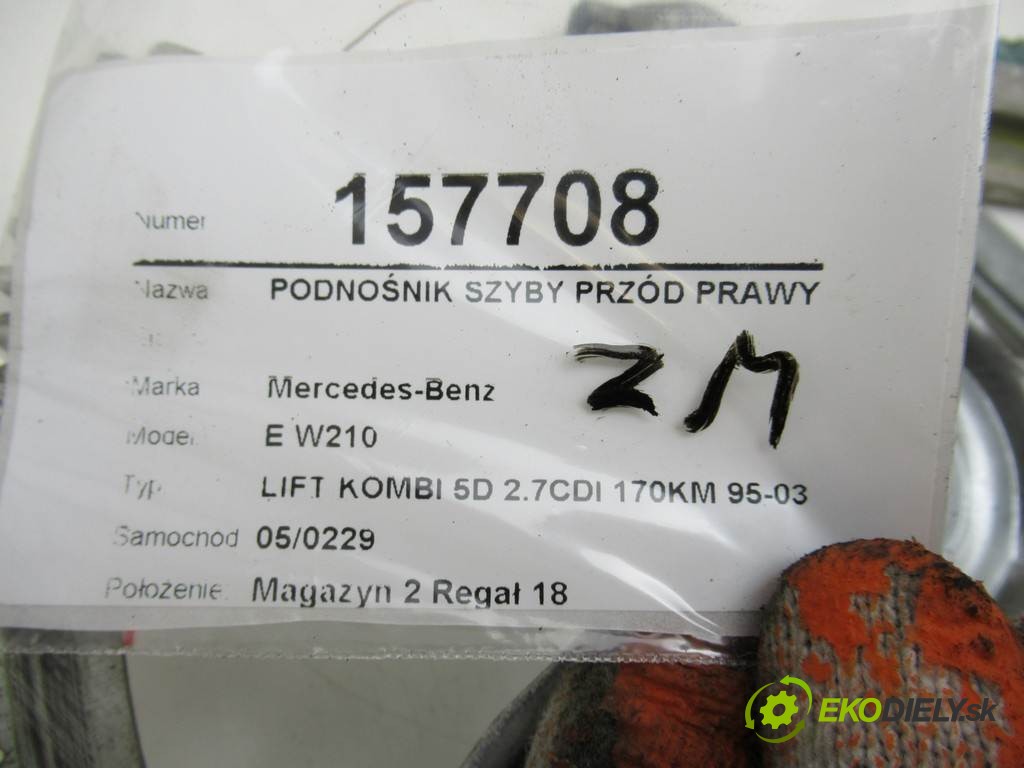 Numer 157708
Nazwa PODNOŚNIK SZYBY PRZÓD PRAWY
ZM
Marka Mercedes-Benz
Model E W210
Typ LIFT KOMBI 5D 2.7CDI 170KM 95-03
Samochod 05/0229
Położenie: Magazyn 2 Regał 18
EKODIELY.sk